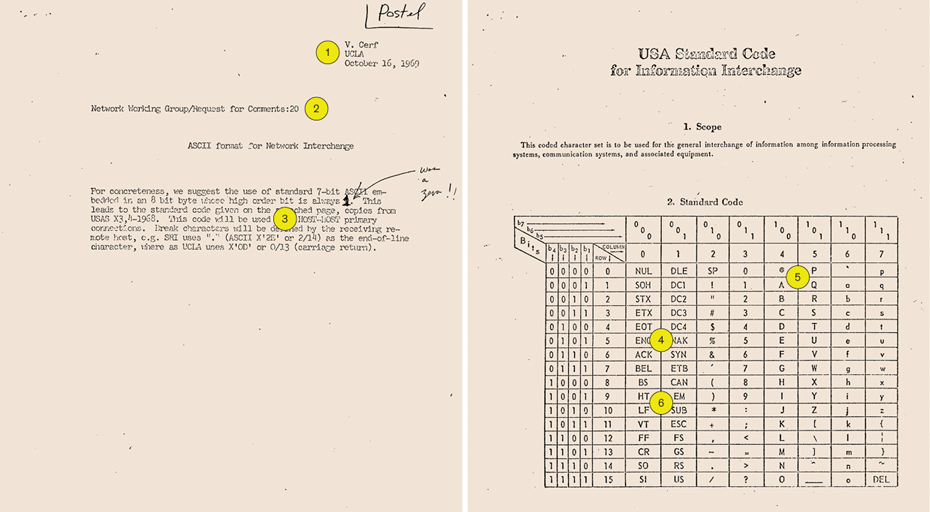 Postel
V. Cerf
1
UCLA
October 16, 1969
Network Working Group/Request for Comments:20
2
ASCII format for Network Interchange
was
a
zero!!
For concreteness, we suggest the use of standard 7-bit ASCII em-
bedded in an 8 bit byte whose high order bit is always 1. This
leads to the standard code given on the page, copies from
USAS X3,4-1968. This code will be used 3 HOST-HOST primary
connections. Break characters will be by the receiving re-
mote host, e.g. SRI uses "." (ASCII X'2E' or 2/14) as the end-of-line
character, where as UCLA uses X'OD' or 0/13 (carriage return).
USA Standard Code
for Information Interchange
1. Scope
This coded character set is to be used for the general interchange of information among information processing
systems, communication systems, and associated equipment.
2. Standard Code
b7 0 0 0 0 1 1 1 1
b6 0 0 1 1 0 0 1 1
b5 0 1 0 1 0 1 0 1
Bits b4 b3 b2 b1 COLUMN
ROW 0 1 2 3 4 5 6 7
0 0 0 0 0 NUL DLE SP 0 @ P ` p
5
0 0 0 1 1 SOH DC1 ! 1 A Q a q
0 0 1 0 2 STX DC2 " 2 B R b r
0 0 1 1 3 ETX DC3 # 3 C S c s
0 1 0 0 4 EOT DC4 $ 4 D T d t
4
0 1 0 1 5 ENQ NAK % 5 E U e u
0 1 1 0 6 ACK SYN & 6 F V f v
0 1 1 1 7 BEL ETB ' 7 G W g w
1 0 0 0 8 BS CAN ( 8 H X h x
1 0 0 1 9 HT EM ) 9 I Y i y
6
1 0 1 0 10 LF SUB * : J Z j z
1 0 1 1 11 VT ESC + ; K [ k {
1 1 0 0 12 FF FS , < L \ l ¦
1 1 0 1 13 CR GS - = M ] m }
1 1 1 0 14 SO RS . > N ^ n ~
1 1 1 1 15 SI US / ? O _ o DEL